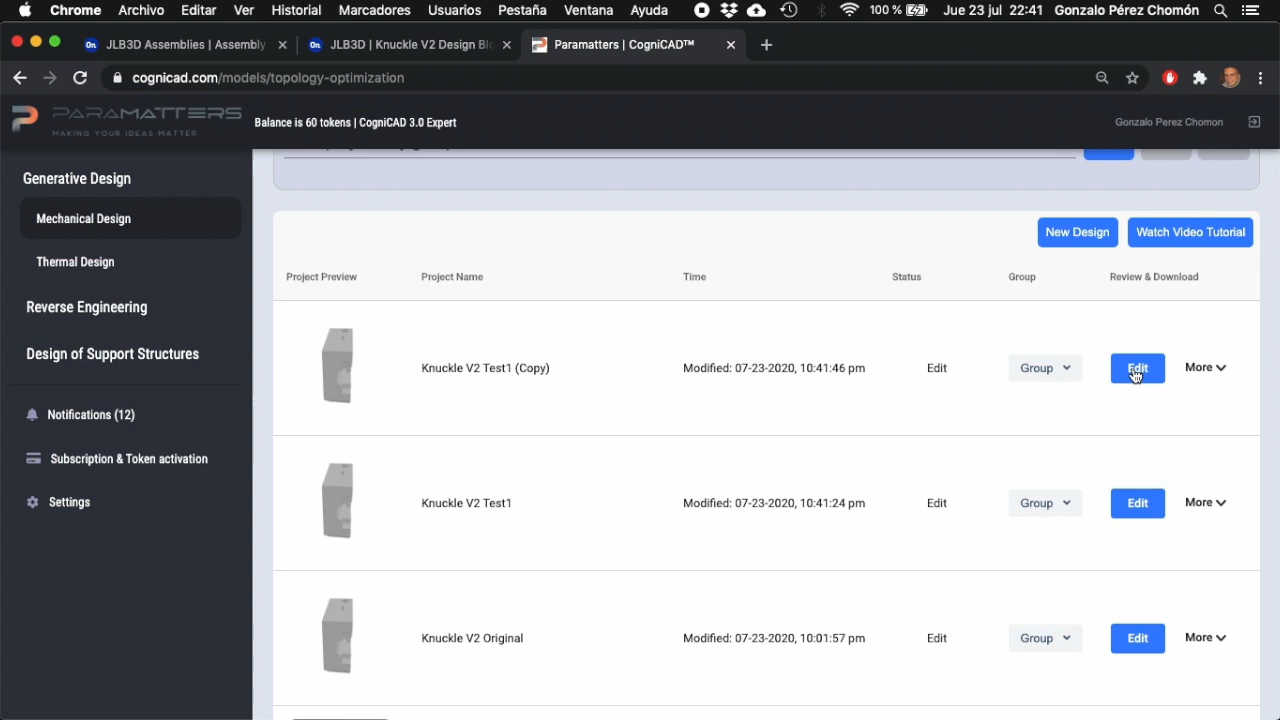 Chrome Archivo Editar Ver Historial Marcadores Usuarios Pestaña Ventana Ayuda 100 % Jue 23 jul 22:41 Gonzalo Pérez Chomón
JLB3D Assemblies | Assembly JLB3D | Knuckle V2 Design Blo Paramatters | CogniCAD™
cognicad.com/models/topology-optimization
PARAMATTERS
MAKING YOUR IDEAS MATTER
Balance is 60 tokens | CogniCAD 3.0 Expert
Gonzalo Perez Chomon
Generative Design
Mechanical Design
Thermal Design
Reverse Engineering
Design of Support Structures
Notifications (12)
Subscription & Token activation
Settings
New Design Watch Video Tutorial
Project Preview Project Name Time Status Group Review & Download
Knuckle V2 Test1 (Copy) Modified: 07-23-2020, 10:41:46 pm Edit Group Edit More
Knuckle V2 Test1 Modified: 07-23-2020, 10:41:24 pm Edit Group Edit More
Knuckle V2 Original Modified: 07-23-2020, 10:01:57 pm Edit Group Edit More